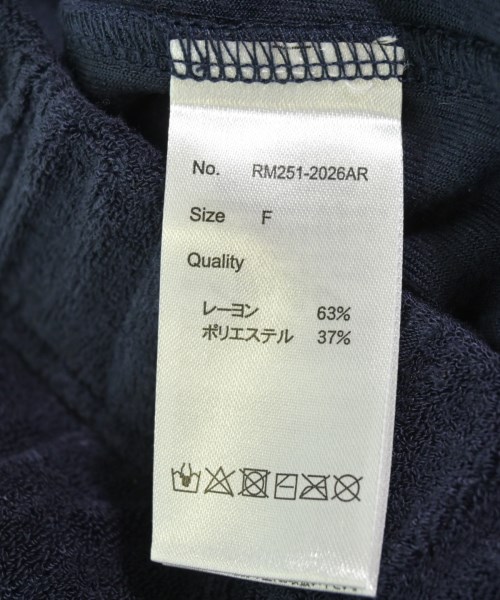 No. RM251-2026AR
Size F
Quality
レーヨン 63%
ポリエステル 37%